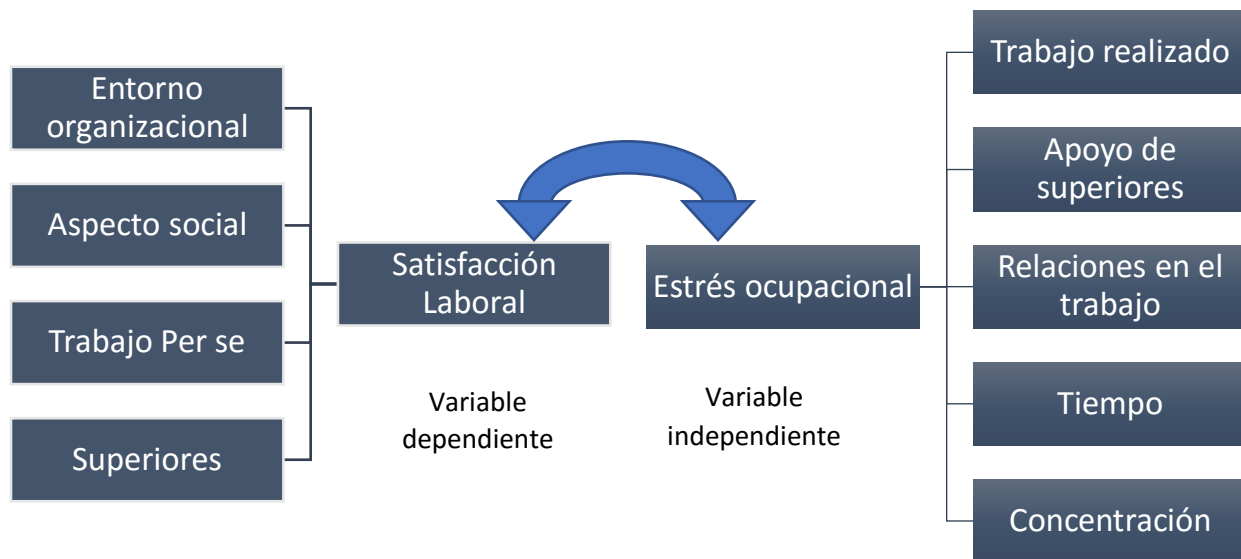 Entorno
organizacional
Aspecto social
Trabajo Per se
Superiores
Satisfacción
Laboral
Variable
dependiente
Estrés ocupacional
Variable
independiente
Trabajo realizado
Apoyo de
superiores
Relaciones en el
trabajo
Tiempo
Concentración